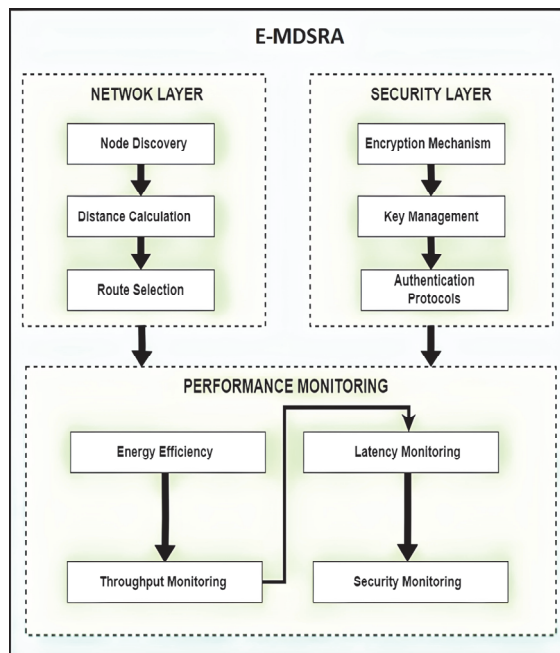 E-MDSRA
NETWOK LAYER
Node Discovery
Distance Calculation
Route Selection
SECURITY LAYER
Encryption Mechanism
Key Management
Authentication
Protocols
PERFORMANCE MONITORING
Energy Efficiency
Throughput Monitoring
Latency Monitoring
Security Monitoring